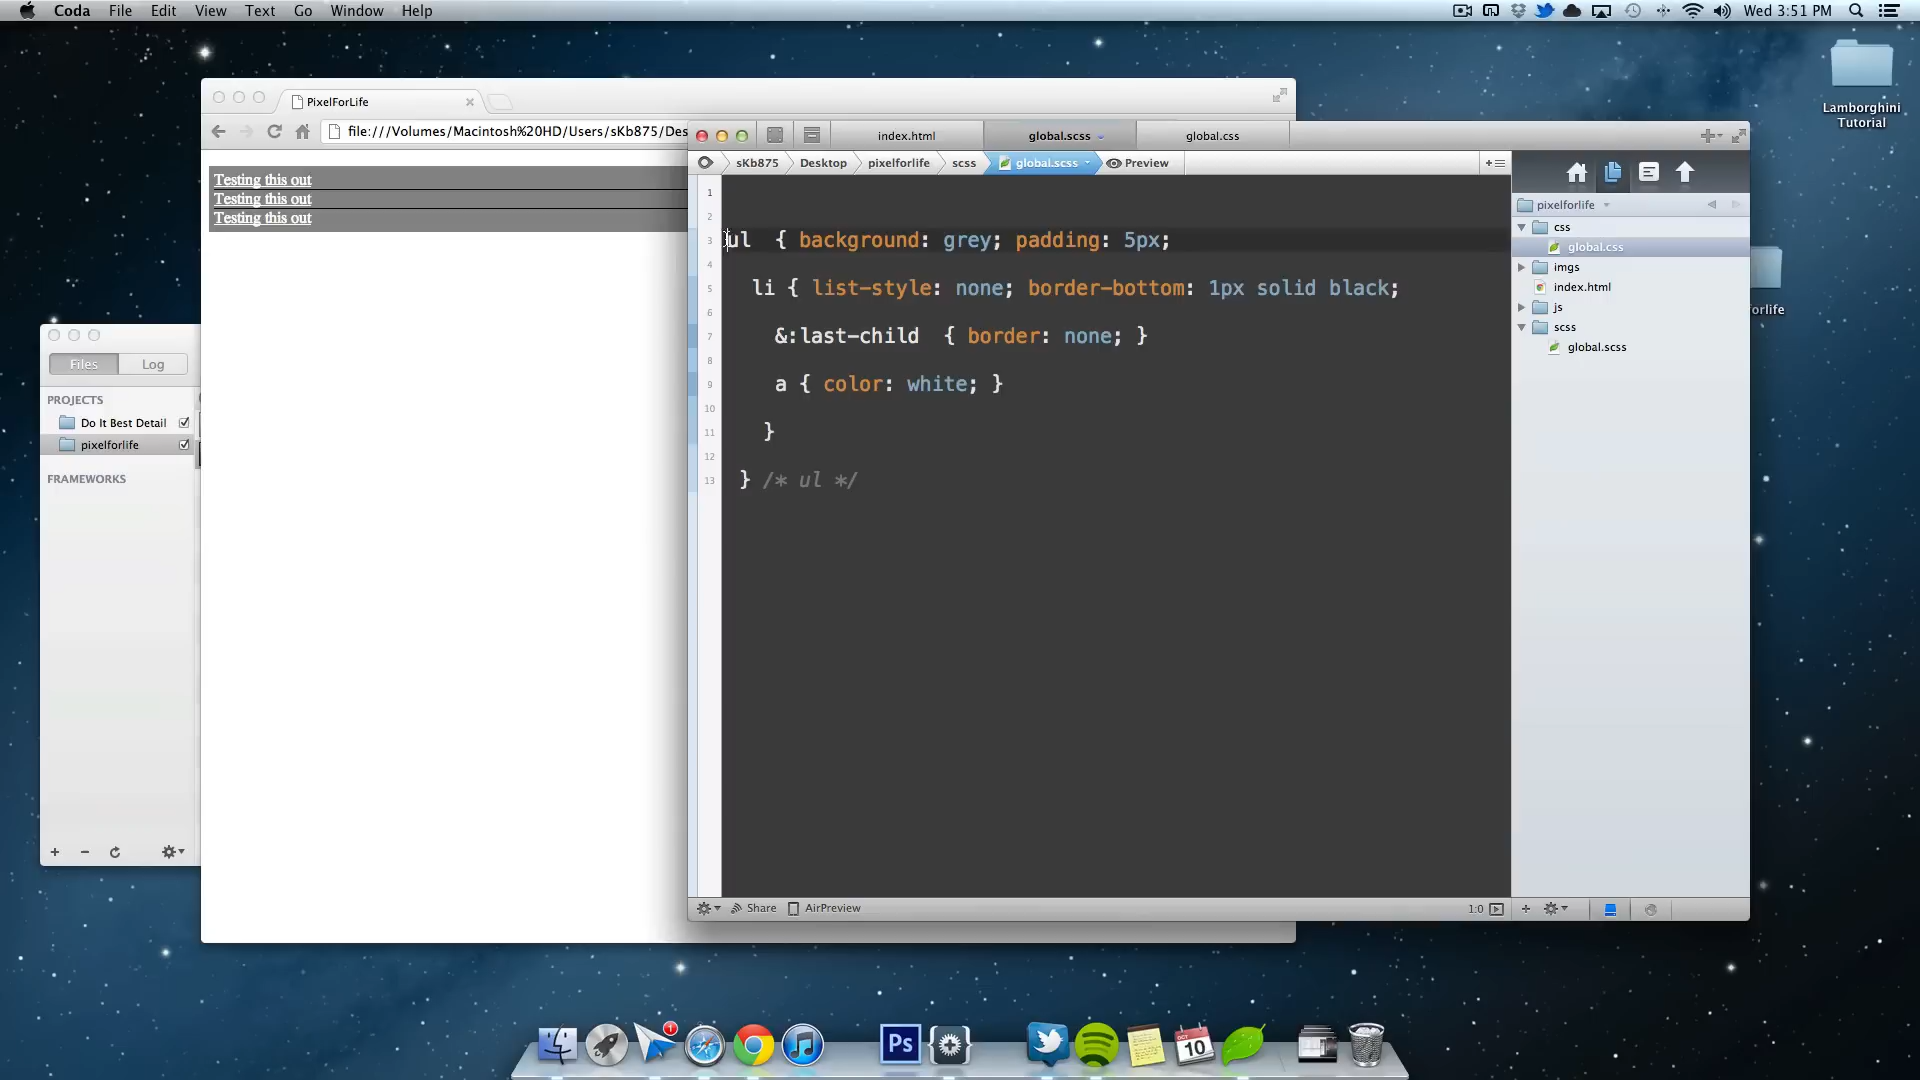 Coda File Edit View Text Go Window Help
Wed 3:51 PM
Lamborghini
Tutorial
PixelForLife
file:///Volumes/Macintosh%20HD/Users/sKb875/Des
Testing this out
Testing this out
Testing this out
Files Log
PROJECTS
Do It Best Detail
pixelforlife
FRAMEWORKS
index.html global.scss global.css
sKb875 Desktop pixelforlife scss global.scss Preview
1
2
3 ul { background: grey; padding: 5px;
4
5 li { list-style: none; border-bottom: 1px solid black;
6
7 &:last-child { border: none; }
8
9 a { color: white; }
10
11 }
12
13 } /* ul */
Share AirPreview 1:0
pixelforlife
css
global.css
imgs
index.html
js
scss
global.scss
orlife
1
Ps
OCT
10